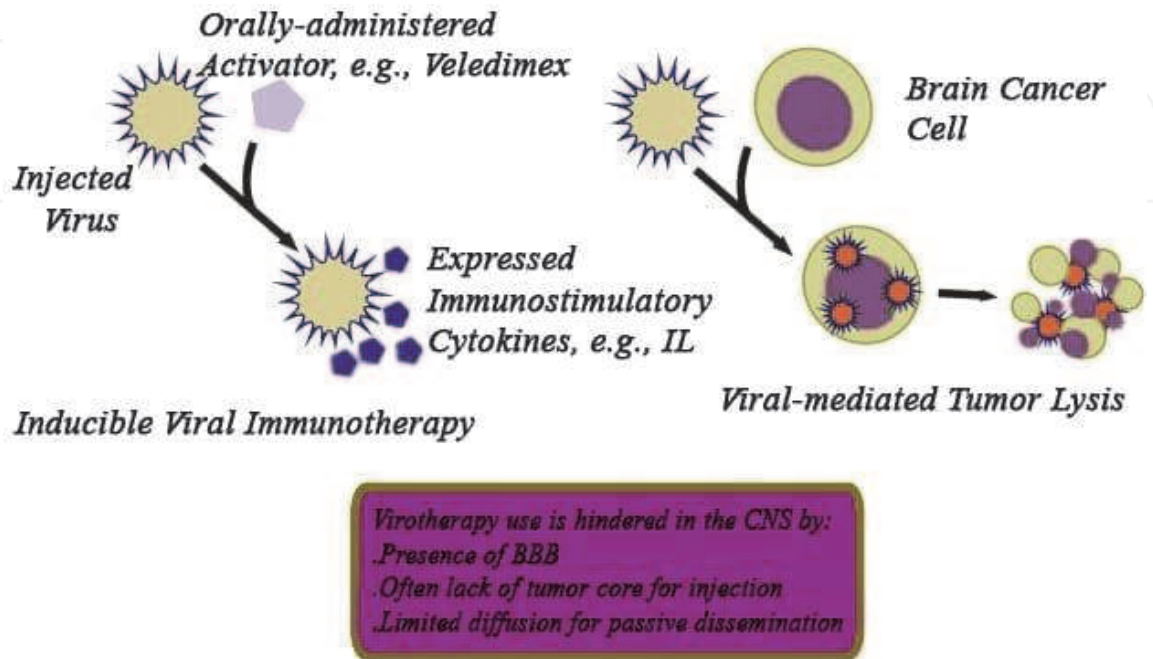 Orally-administered
Activator, e.g., Veledimex
Injected
Virus
Expressed
Immunostimulatory
Cytokines, e.g., IL
Inducible Viral Immunotherapy
Brain Cancer
Cell
Viral-mediated Tumor Lysis
Virotherapy use is hindered in the CNS by:
.Presence of BBB
.Often lack of tumor core for injection
.Limited diffusion for passive dissemination